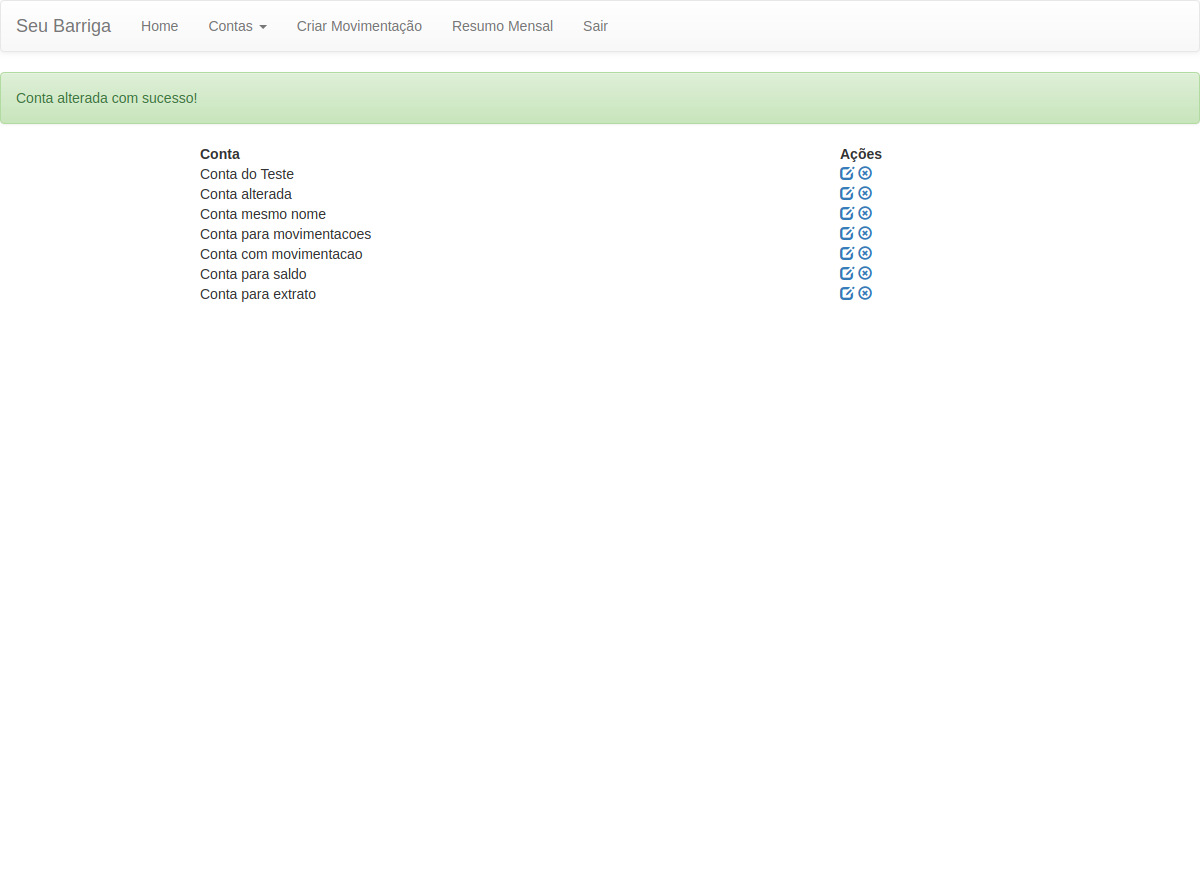 Seu Barriga Home Contas Criar Movimentação Resumo Mensal Sair
Conta alterada com sucesso!
Conta Ações
Conta do Teste
Conta alterada
Conta mesmo nome
Conta para movimentacoes
Conta com movimentacao
Conta para saldo
Conta para extrato